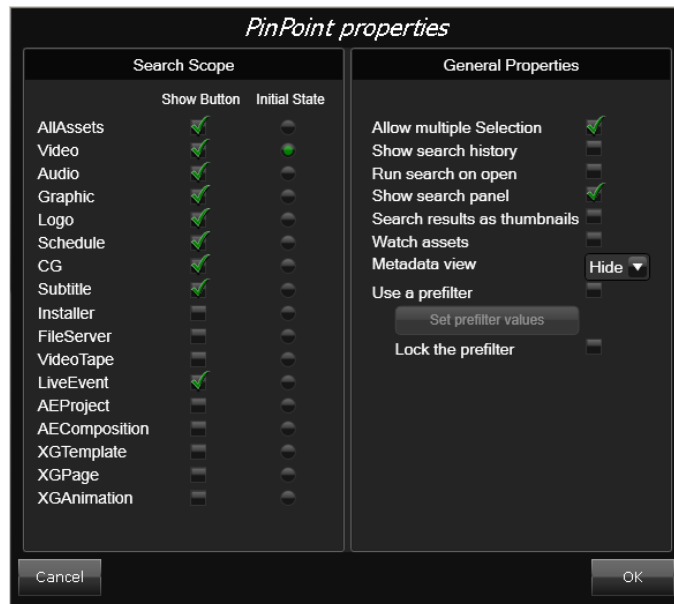 PinPoint properties
Search Scope
Show Button Initial State
AllAssets
Video
Audio
Graphic
Logo
Schedule
CG
Subtitle
Installer
FileServer
VideoTape
LiveEvent
AEProject
AEComposition
XGTemplate
XGPage
XGAnimation
General Properties
Allow multiple Selection
Show search history
Run search on open
Show search panel
Search results as thumbnails
Watch assets
Metadata view Hide
Use a prefilter
Set prefilter values
Lock the prefilter
Cancel OK